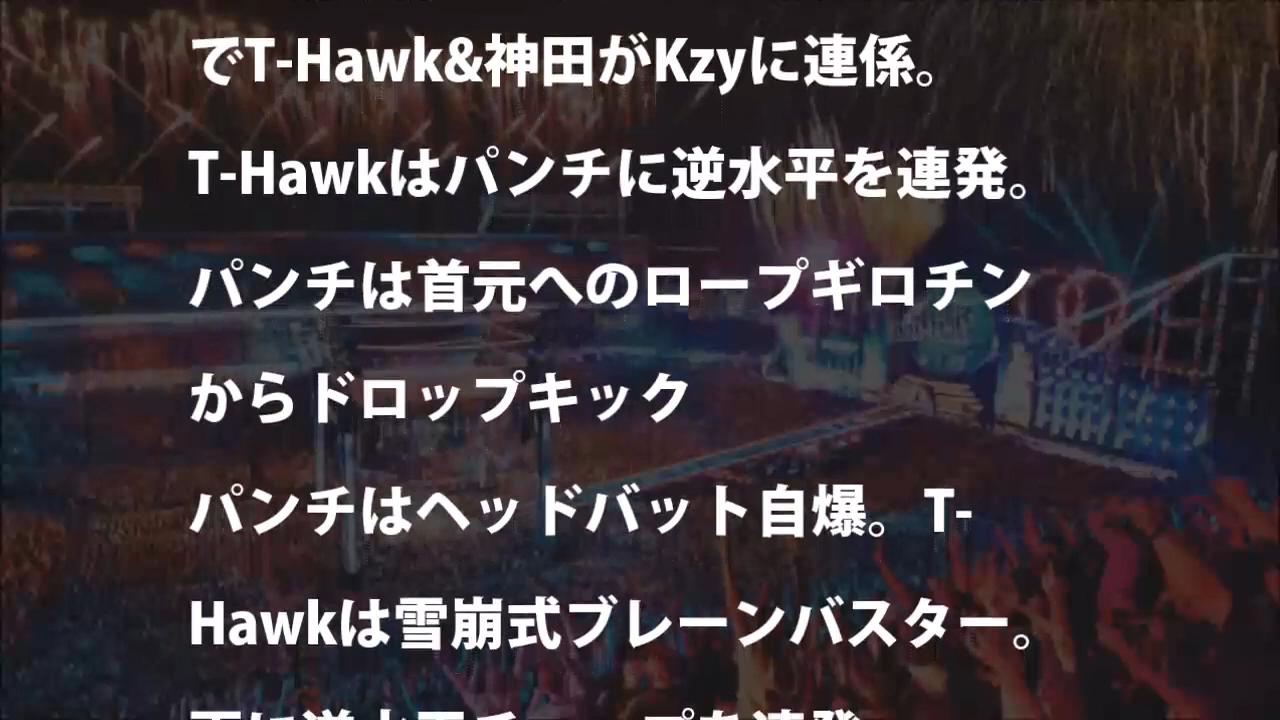 でT-Hawk&神田がKzyに連係。
T-Hawkはパンチに逆水平を連発。
パンチは首元へのロープギロチン
からドロップキック
パンチはヘッドバット自爆。T-
Hawkは雪崩式ブレーンバスター。